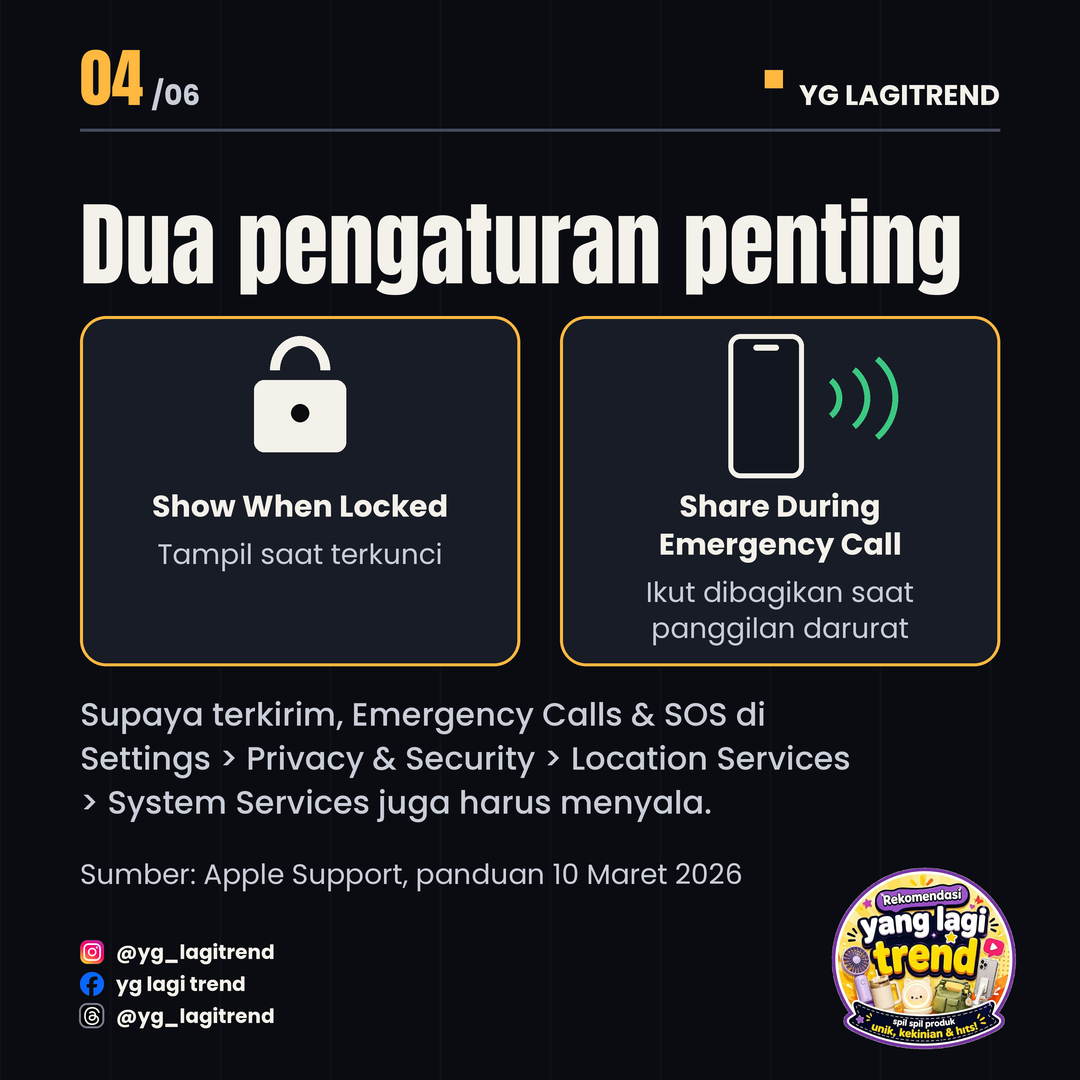 04 /06
YG LAGITREND
Dua pengaturan penting
Show When Locked
Tampil saat terkunci
Share During
Emergency Call
Ikut dibagikan saat
panggilan darurat
Supaya terkirim, Emergency Calls & SOS di
Settings > Privacy & Security > Location Services
> System Services juga harus menyala.
Sumber: Apple Support, panduan 10 Maret 2026
@yg_lagitrend
yg lagi trend
@yg_lagitrend
Rekomendasi
yang lagi
trend
spil spil produk
unik, kekinian & hits!